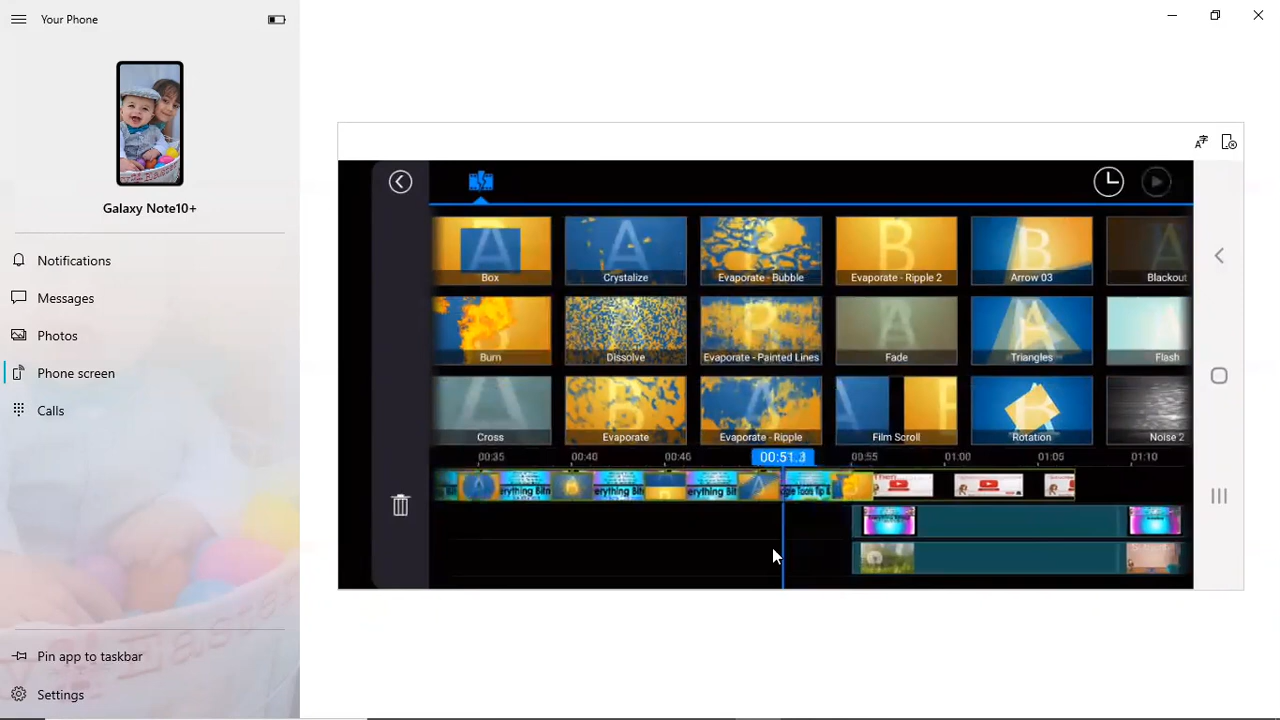 Your Phone
Galaxy Note10+
Notifications
Messages
Photos
Phone screen
Calls
Pin app to taskbar
Settings
A B A B
Box Crystalize Evaporate - Bubble Evaporate - Ripple 2 Arrow 03 Blackout
Burn Dissolve Evaporate - Painted Lines Fade Triangles Flash
Cross Evaporate Evaporate - Ripple Film Scroll Rotation Noise 2
00:35 00:40 00:46 00:51.3 00:55 01:00 01:05 01:10